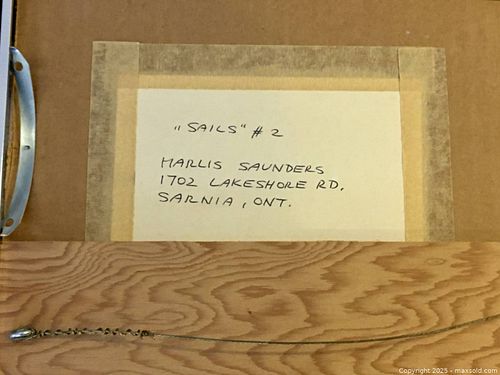 „SAILS" # 2
MARLIS SAUNDERS
1702 LAKESHORE RD.
SARNIA, ONT.
Copyright 2025 - maxsold.com